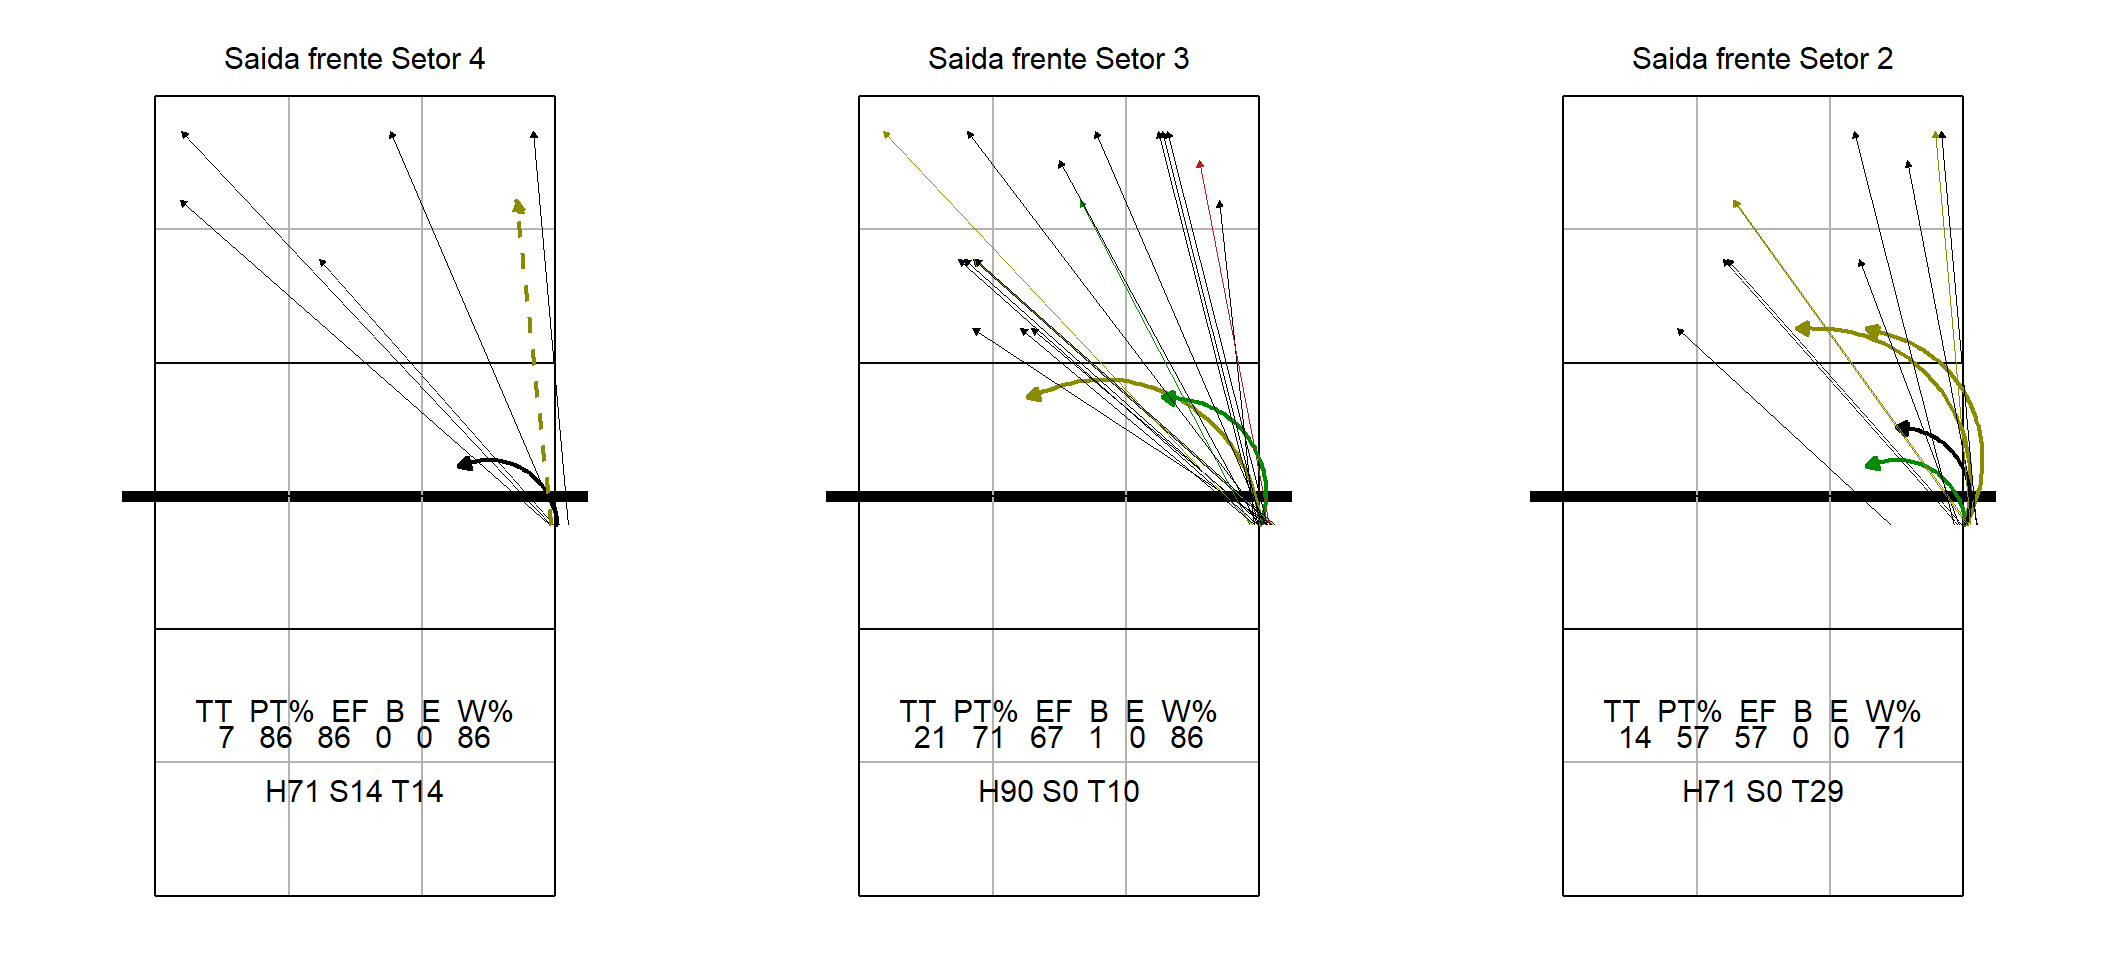 Saida frente Setor 4
Saida frente Setor 3
Saida frente Setor 2
TT PT% EF B E W%
7 86 86 0 0 86
H71 S14 T14
TT PT% EF B E W%
21 71 67 1 0 86
H90 S0 T10
TT PT% EF B E W%
14 57 57 0 0 71
H71 S0 T29